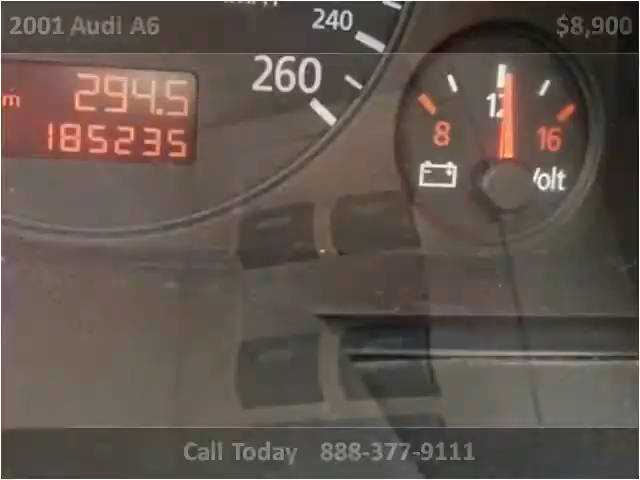 2001 Audi A6 $8,900
240
260
m 294.5
185235
12
8 16
Volt
Call Today 888-377-9111